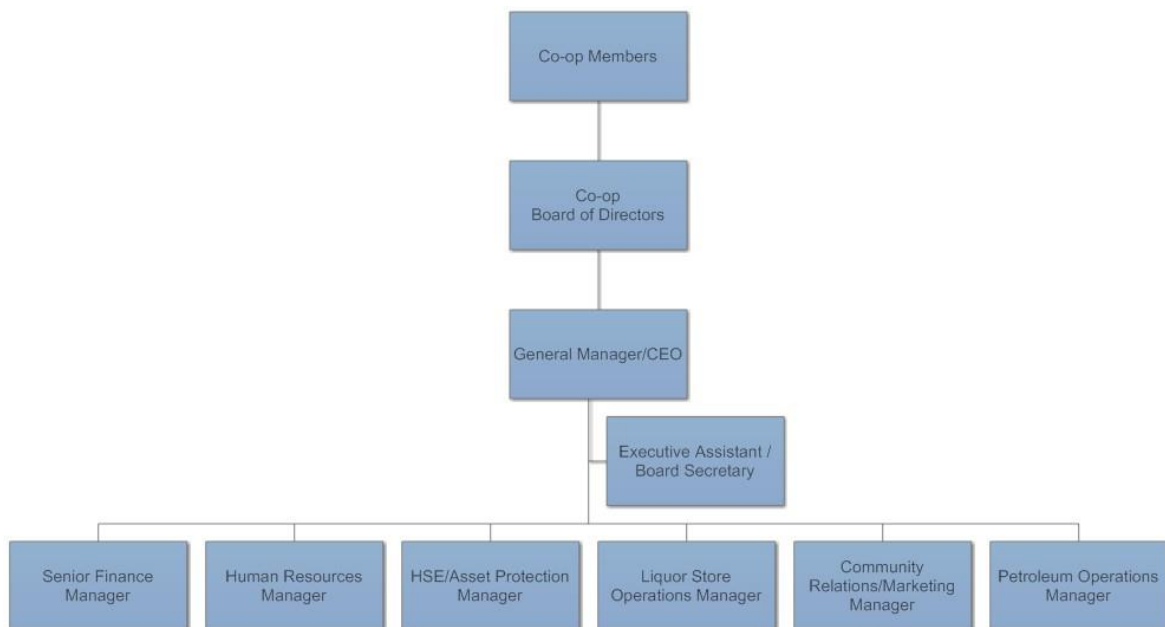 Co-op Members
Co-op
Board of Directors
General Manager/CEO
Executive Assistant /
Board Secretary
Senior Finance
Manager
Human Resources
Manager
HSE/Asset Protection
Manager
Liquor Store
Operations Manager
Community
Relations/Marketing
Manager
Petroleum Operations
Manager